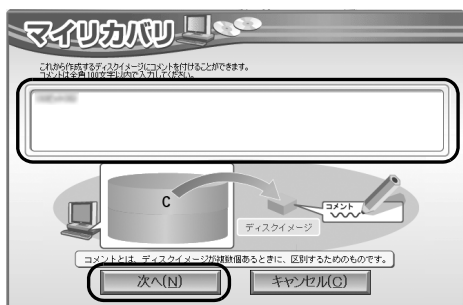 マイリカバリ
これから作成するディスクイメージにコメントを付けることができます。
コメントは全角100文字以内で入力してください。
C
コメント
ディスクイメージ
コメントとは、ディスクイメージが複数個あるときに、区別するためのものです。
次へ(N)
キャンセル(C)